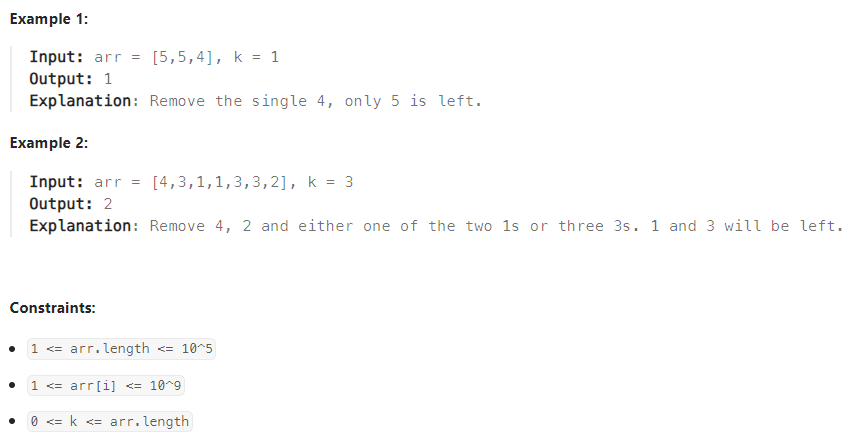 Example 1:
Input: arr = [5,5,4], k = 1
Output: 1
Explanation: Remove the single 4, only 5 is left.
Example 2:
Input: arr = [4,3,1,1,3,3,2], k = 3
Output: 2
Explanation: Remove 4, 2 and either one of the two 1s or three 3s. 1 and 3 will be left.
Constraints:
• 1 <= arr.length <= 10^5
• 1 <= arr[i] <= 10^9
• 0 <= k <= arr.length